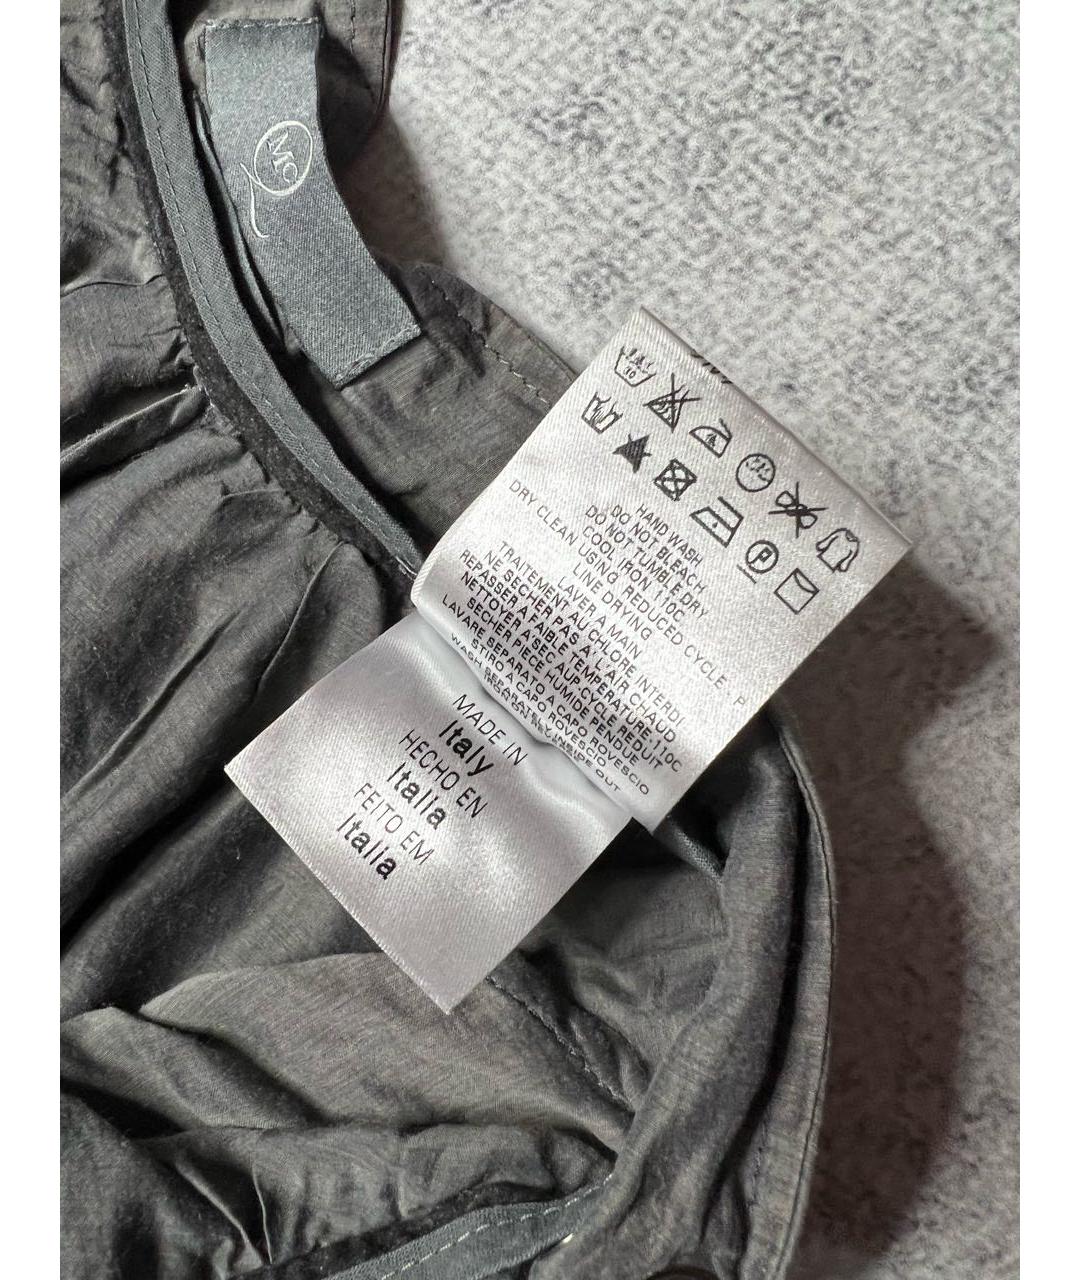 MC
HAND WASH
DO NOT BLEACH
DO NOT TUMBLE DRY
COOL IRON 110C
DRY CLEAN USING REDUCED CYCLE P
LINE DRYING
LAVER A MAIN
TRAITEMENT AU CHLORE INTERDI
NE SECHER PAS A L'AIR CHAUD
REPASSER A FAIBLE TEMPERATURE 110C
NETTOYER A'SEC AUP:CYCLE REDUIT
SECHER PIECE HUMIDE PENDUE
LAVARE SEPARATO A CAPO ROVESCIO
STIRO A CAPO ROVESCIO
WASH SEPARATELY INSIDE OUT
MADE IN
Italy
HECHO EN
Italia
FEITO EM
Italia